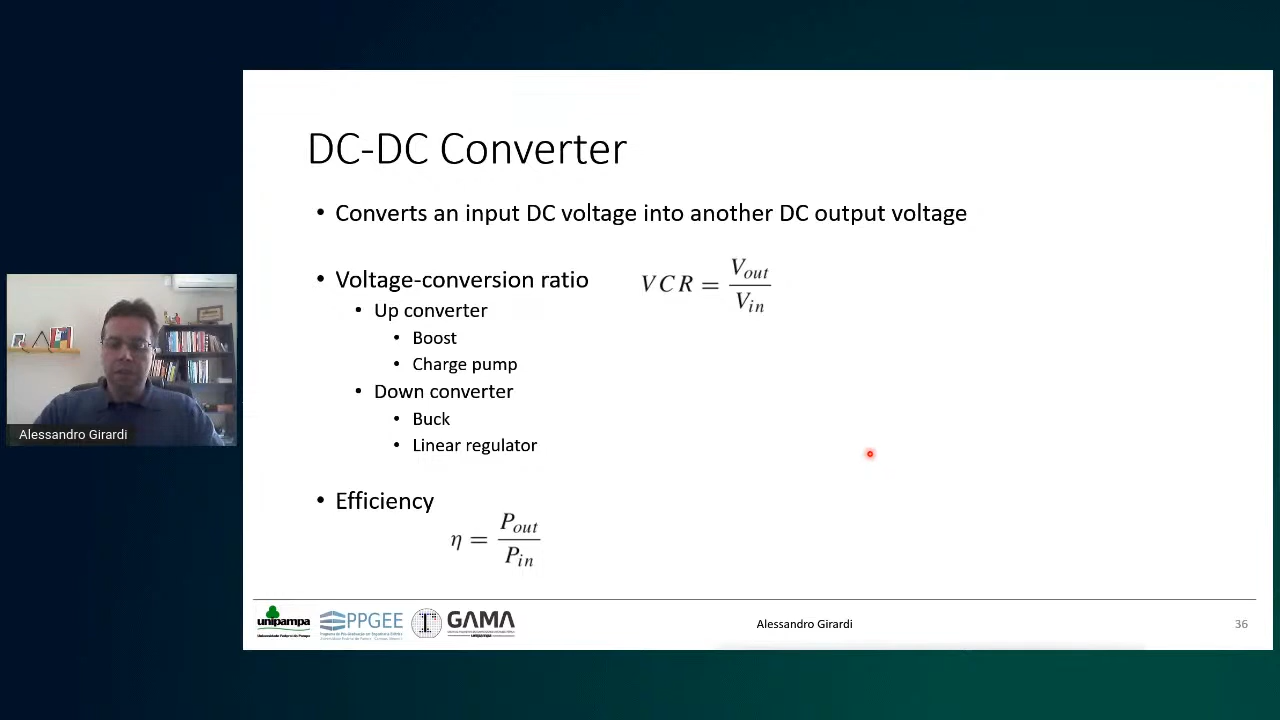 DC-DC Converter
• Converts an input DC voltage into another DC output voltage
• Voltage-conversion ratio
VCR = V_out / V_in
• Up converter
• Boost
• Charge pump
• Down converter
• Buck
• Linear regulator
• Efficiency
η = P_out / P_in
Alessandro Girardi
unipampa
PPGEE
GAMA
Alessandro Girardi
36